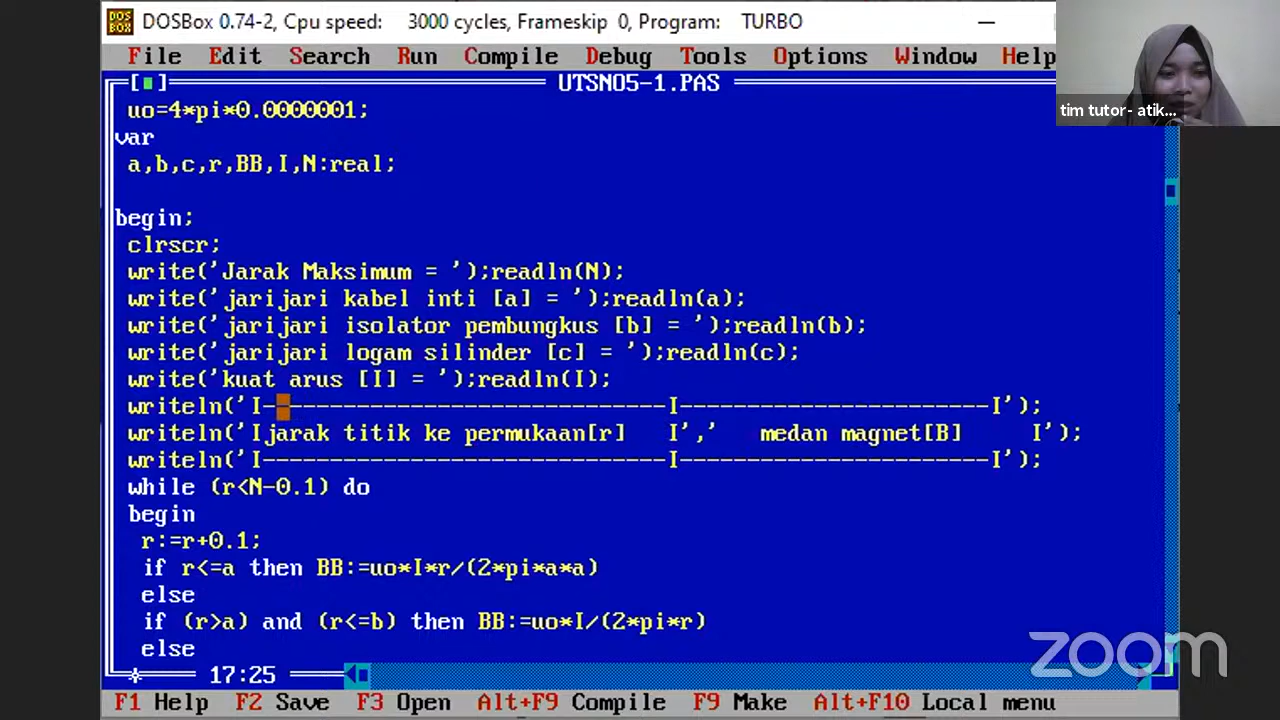 DOS BOX DOSBox 0.74-2, Cpu speed: 3000 cycles, Frameskip 0, Program: TURBO
File Edit Search Run Compile Debug Tools Options Window Help
tim tutor- atik...
UTSNO5-1.PAS
uo=4*pi*0.0000001;
var
a,b,c,r,BB,I,N:real;
begin;
clrscr;
write('Jarak Maksimum = ');readln(N);
write('jarijari kabel inti [a] = ');readln(a);
write('jarijari isolator pembungkus [b] = ');readln(b);
write('jarijari logam silinder [c] = ');readln(c);
write('kuat arus [I] = ');readln(I);
writeln('I------------------------------I-----------------------I');
writeln('Ijarak titik ke permukaan[r]   I','   medan magnet[B]     I');
writeln('I------------------------------I-----------------------I');
while (r<N-0.1) do
begin
r:=r+0.1;
if r<=a then BB:=uo*I*r/(2*pi*a*a)
else
if (r>a) and (r<=b) then BB:=uo*I/(2*pi*r)
else
17:25
F1 Help F2 Save F3 Open Alt+F9 Compile F9 Make Alt+F10 Local menu
zoom